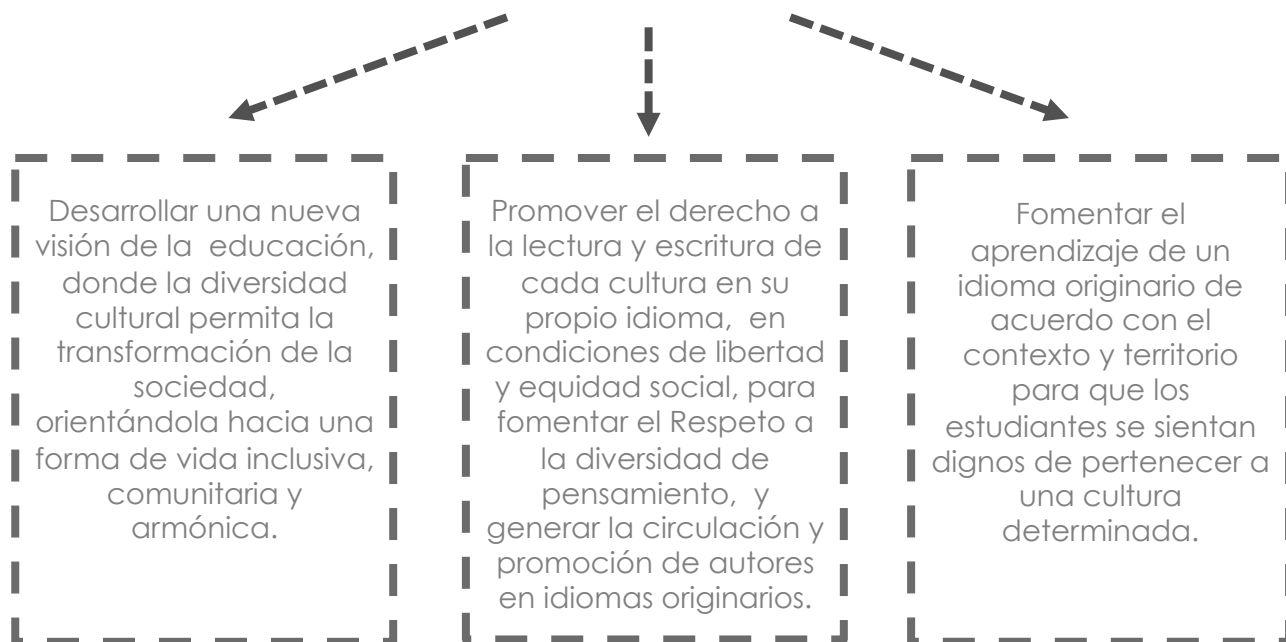 Desarrollar una nueva
visión de la educación,
donde la diversidad
cultural permita la
transformación de la
sociedad,
orientándola hacia una
forma de vida inclusiva,
comunitaria y
armónica.
Promover el derecho a
la lectura y escritura de
cada cultura en su
propio idioma, en
condiciones de libertad
y equidad social, para
fomentar el Respeto a
la diversidad de
pensamiento, y
generar la circulación y
promoción de autores
en idiomas originarios.
Fomentar el
aprendizaje de un
idioma originario de
acuerdo con el
contexto y territorio
para que los
estudiantes se sientan
dignos de pertenecer a
una cultura
determinada.